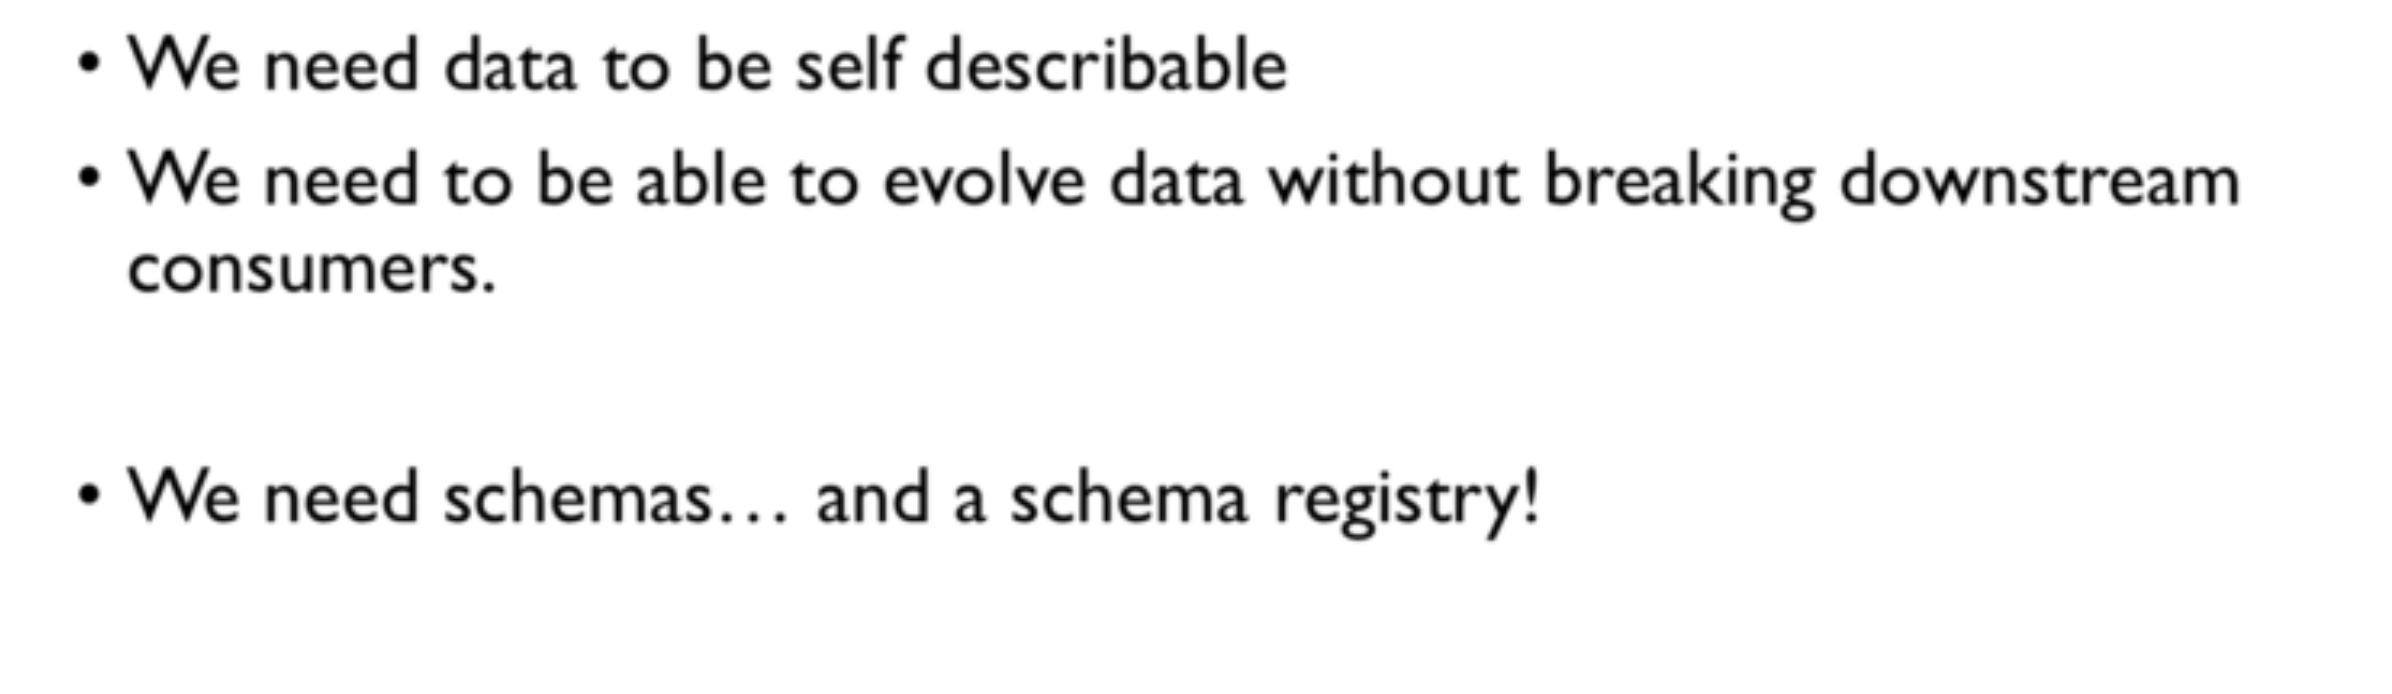 • We need data to be self describable
• We need to be able to evolve data without breaking downstream
consumers.
• We need schemas... and a schema registry!